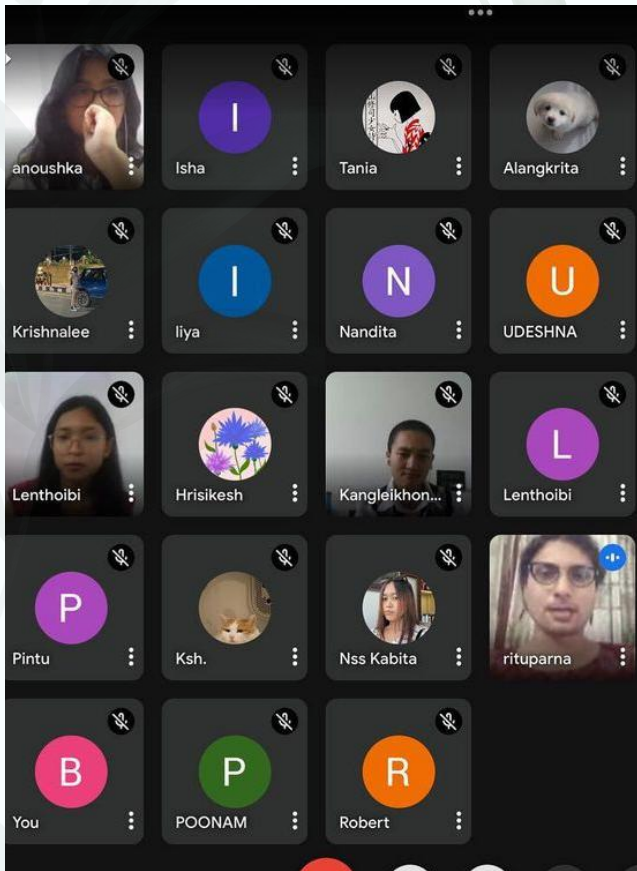 anoushka
I
Isha
Tania
Alangkrita
Krishnalee
I
liya
N
Nandita
U
UDESHNA
Lenthoibi
Hrisikesh
Kangleikhon...
L
Lenthoibi
P
Pintu
Ksh.
Nss Kabita
rituparna
B
You
P
POONAM
R
Robert